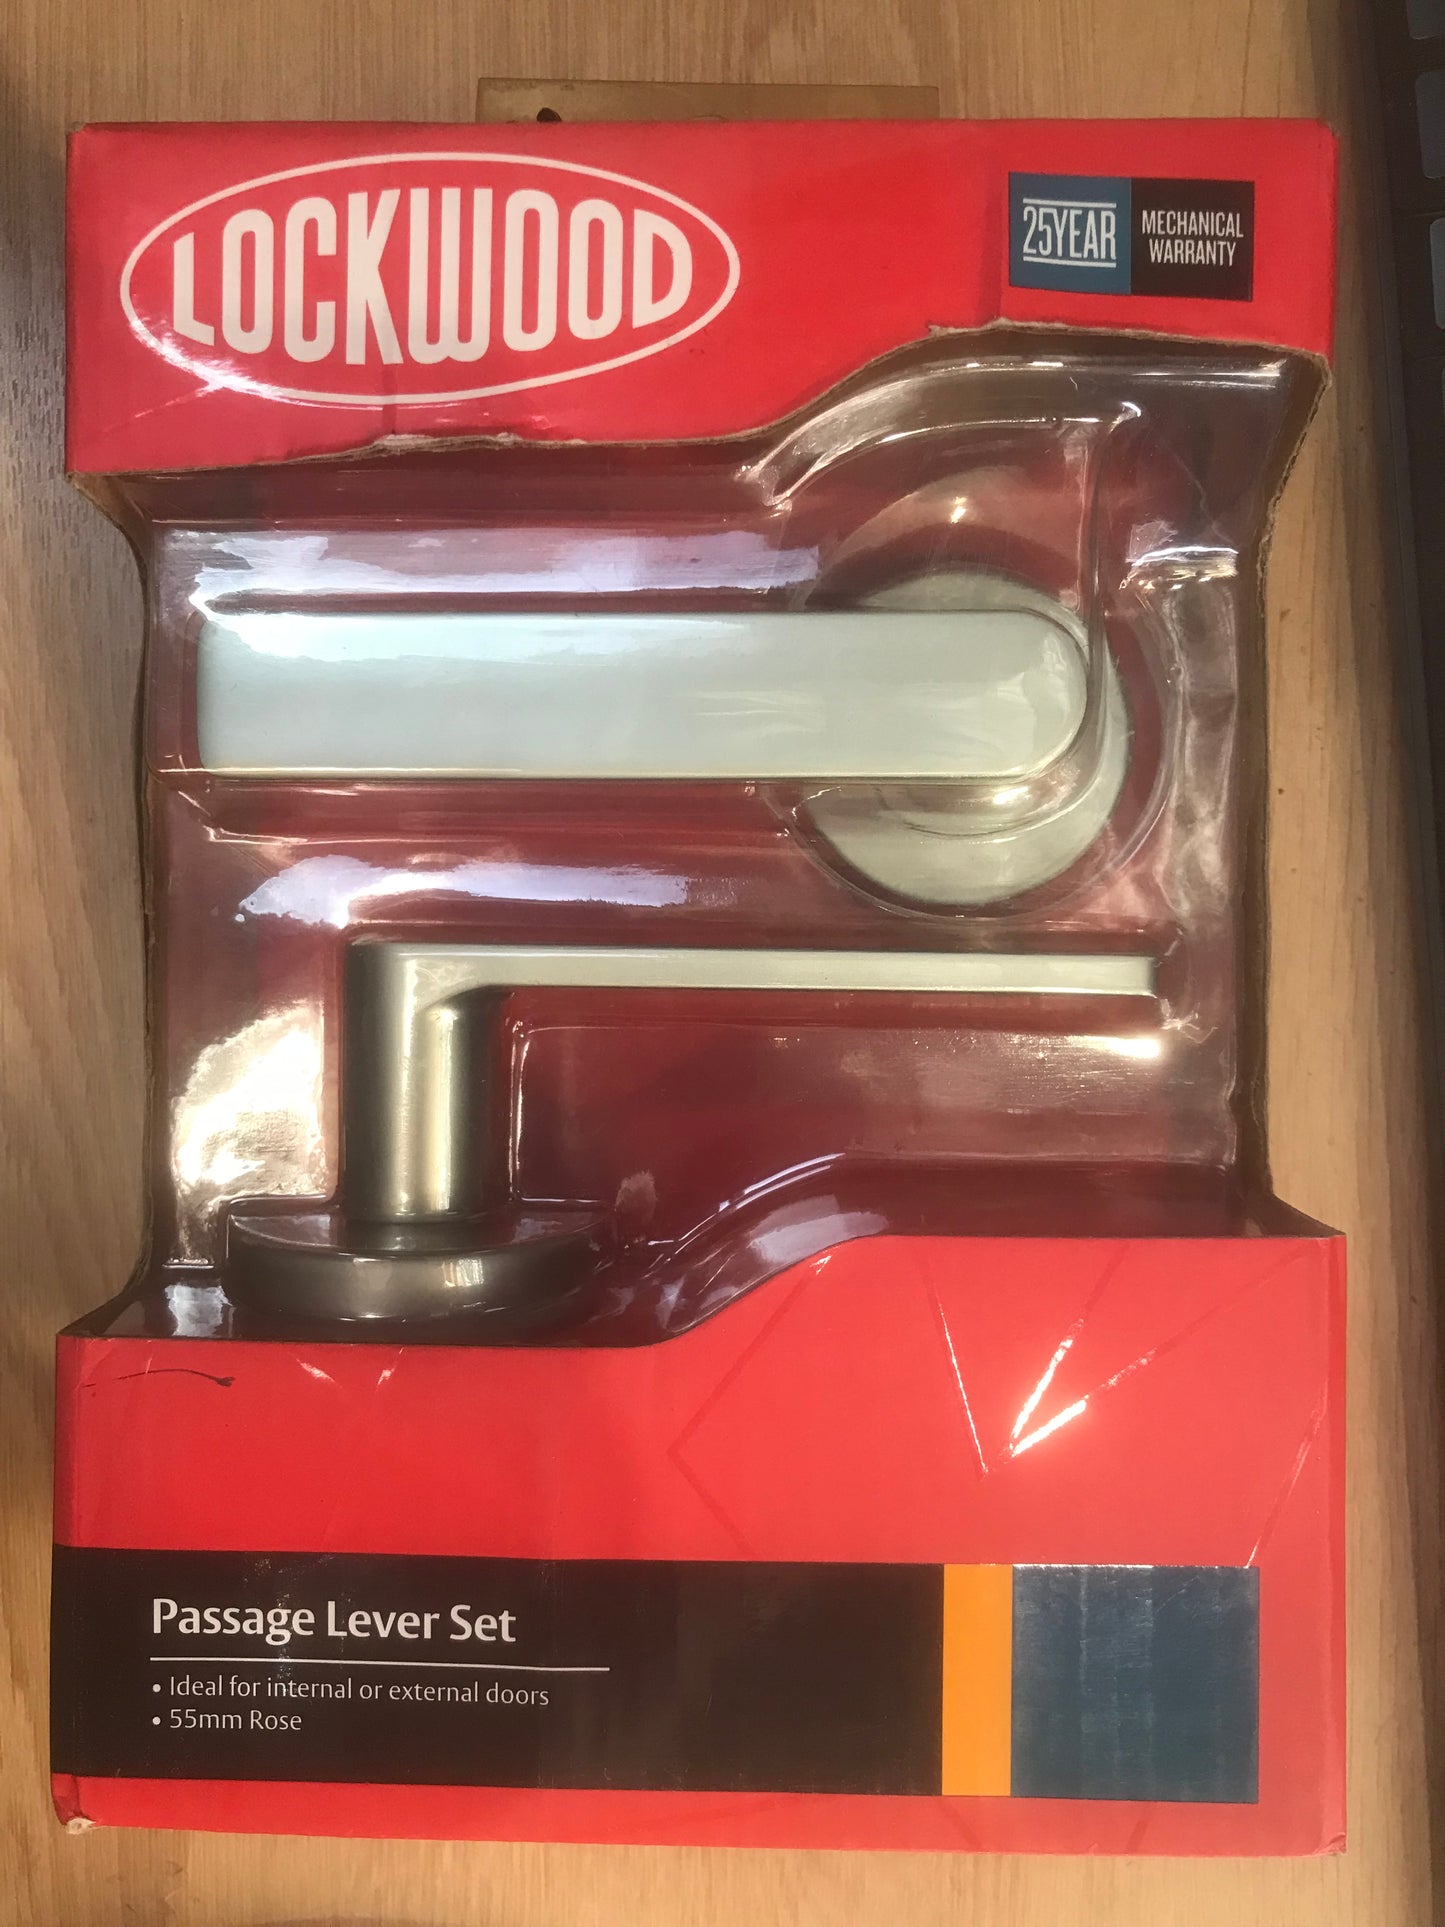 LOCKWOOD
25YEAR
MECHANICAL
WARRANTY
Passage Lever Set
• Ideal for internal or external doors
• 55mm Rose